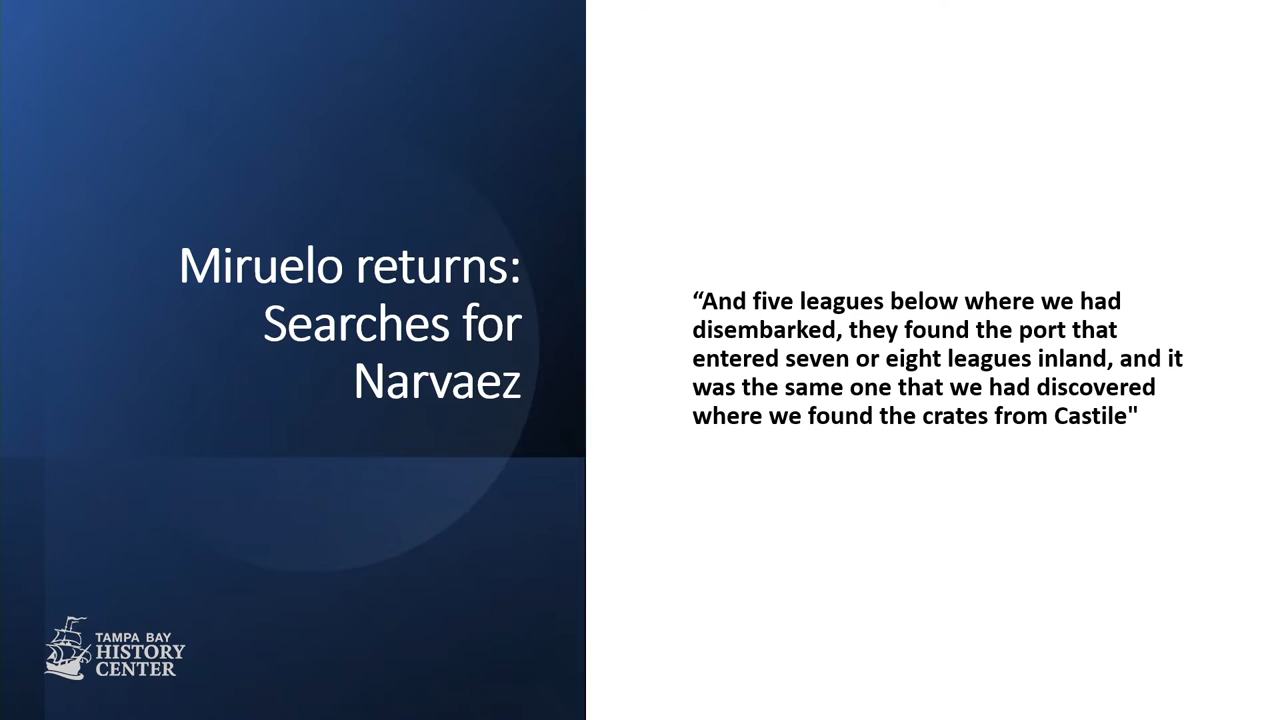 Miruelo returns:
Searches for
Narvaez
“And five leagues below where we had
disembarked, they found the port that
entered seven or eight leagues inland, and it
was the same one that we had discovered
where we found the crates from Castile"
TAMPA BAY
HISTORY
CENTER